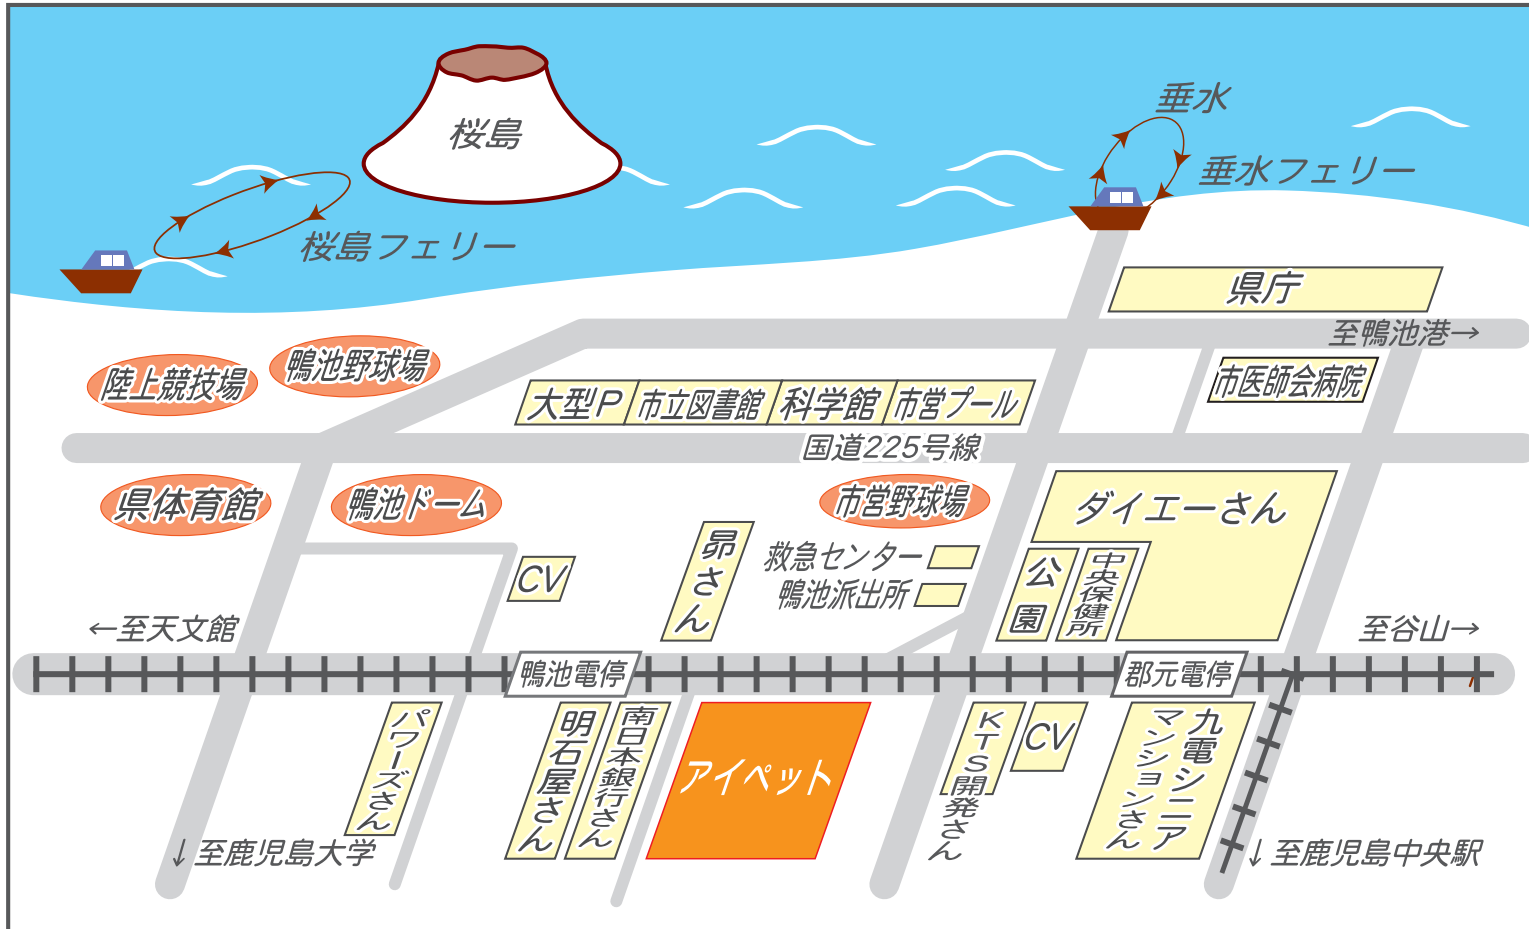 桜島
垂水
垂水フェリー
桜島フェリー
県庁
至鴨池港→
陸上競技場
鴨池野球場
市医師会病院
大型P
市立図書館
科学館
市営プール
国道225号線
県体育館
鴨池ドーム
市営野球場
ダイエーさん
昴さん
救急センター
鴨池派出所
公園
中央保健所
CV
←至天文館
至谷山→
鴨池電停
郡元電停
パワーズさん
明石屋さん
南日本銀行さん
アイペット
KTS開発さん
CV
九電シニア
マンションさん
↓至鹿児島大学
↓至鹿児島中央駅